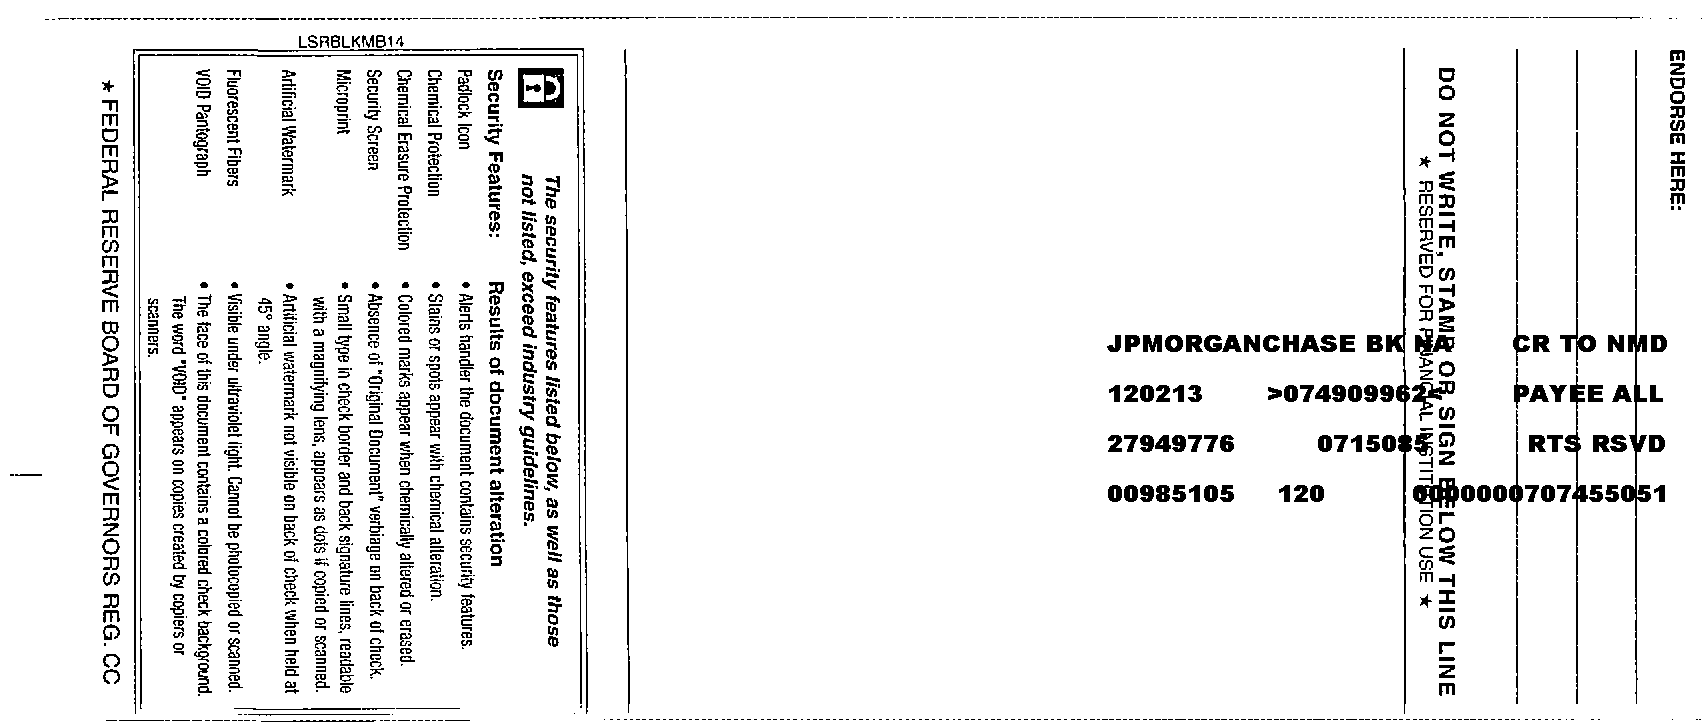 LSRBLKMB14
The security features listed below, as well as those
not listed, exceed industry guidelines.
Security Features: Results of document alteration
Padlock Icon • Alerts handler the document contains security features.
Chemical Protection • Stains or spots appear with chemical alteration.
Chemical Erasure Protection • Colored marks appear when chemically altered or erased.
Security Screen • Absence of "Original Document" verbiage on back of check.
Microprint • Small type in check border and back signature lines, readable
with a magnifying lens, appears as dots if copied or scanned.
Artificial Watermark • Artificial watermark not visible on back of check when held at
45° angle.
Fluorescent Fibers • Visible under ultraviolet light. Cannot be photocopied or scanned.
VOID Pantograph • The face of this document contains a colored check background.
The word "VOID" appears on copies created by copiers or
scanners.
★ FEDERAL RESERVE BOARD OF GOVERNORS REG. CC
ENDORSE HERE:
DO NOT WRITE, STAMP OR SIGN BELOW THIS LINE
★ RESERVED FOR FINANCIAL INSTITUTION USE ★
JPMORGANCHASE BK NA CR TO NMD
120213 >074909962< PAYEE ALL
27949776 0715085 RTS RSVD
00985105 120 0000000707455051